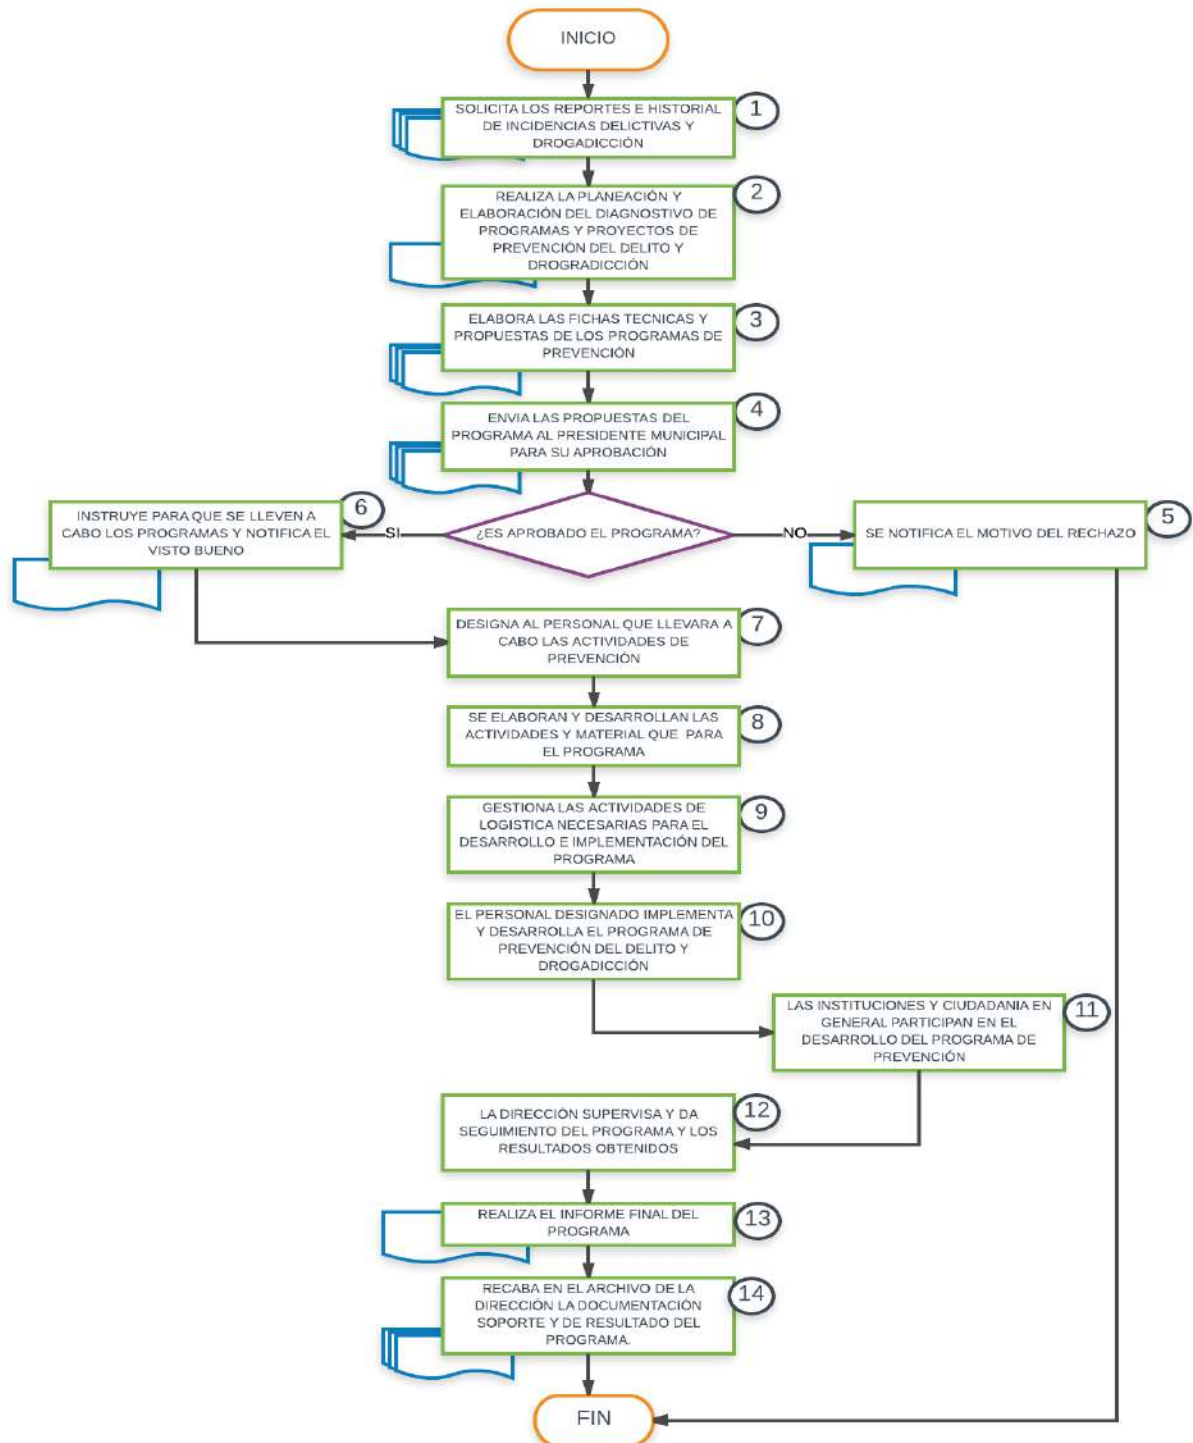 INICIO
1
SOLICITA LOS REPORTES E HISTORIAL
DE INCIDENCIAS DELICTIVAS Y
DROGADICCIÓN
2
REALIZA LA PLANEACIÓN Y
ELABORACIÓN DEL DIAGNOSTIVO DE
PROGRAMAS Y PROYECTOS DE
PREVENCIÓN DEL DELITO Y
DROGRADICCIÓN
3
ELABORA LAS FICHAS TECNICAS Y
PROPUESTAS DE LOS PROGRAMAS DE
PREVENCIÓN
4
ENVIA LAS PROPUESTAS DEL
PROGRAMA AL PRESIDENTE MUNICIPAL
PARA SU APROBACIÓN
¿ES APROBADO EL PROGRAMA?
SI
6
INSTRUYE PARA QUE SE LLEVEN A
CABO LOS PROGRAMAS Y NOTIFICA EL
VISTO BUENO
NO
5
SE NOTIFICA EL MOTIVO DEL RECHAZO
7
DESIGNA AL PERSONAL QUE LLEVARA A
CABO LAS ACTIVIDADES DE
PREVENCIÓN
8
SE ELABORAN Y DESARROLLAN LAS
ACTIVIDADES Y MATERIAL QUE PARA
EL PROGRAMA
9
GESTIONA LAS ACTIVIDADES DE
LOGISTICA NECESARIAS PARA EL
DESARROLLO E IMPLEMENTACIÓN DEL
PROGRAMA
10
EL PERSONAL DESIGNADO IMPLEMENTA
Y DESARROLLA EL PROGRAMA DE
PREVENCIÓN DEL DELITO Y
DROGADICCIÓN
11
LAS INSTITUCIONES Y CIUDADANIA EN
GENERAL PARTICIPAN EN EL
DESARROLLO DEL PROGRAMA DE
PREVENCIÓN
12
LA DIRECCIÓN SUPERVISA Y DA
SEGUIMIENTO DEL PROGRAMA Y LOS
RESULTADOS OBTENIDOS
13
REALIZA EL INFORME FINAL DEL
PROGRAMA
14
RECABA EN EL ARCHIVO DE LA
DIRECCIÓN LA DOCUMENTACIÓN
SOPORTE Y DE RESULTADO DEL
PROGRAMA.
FIN